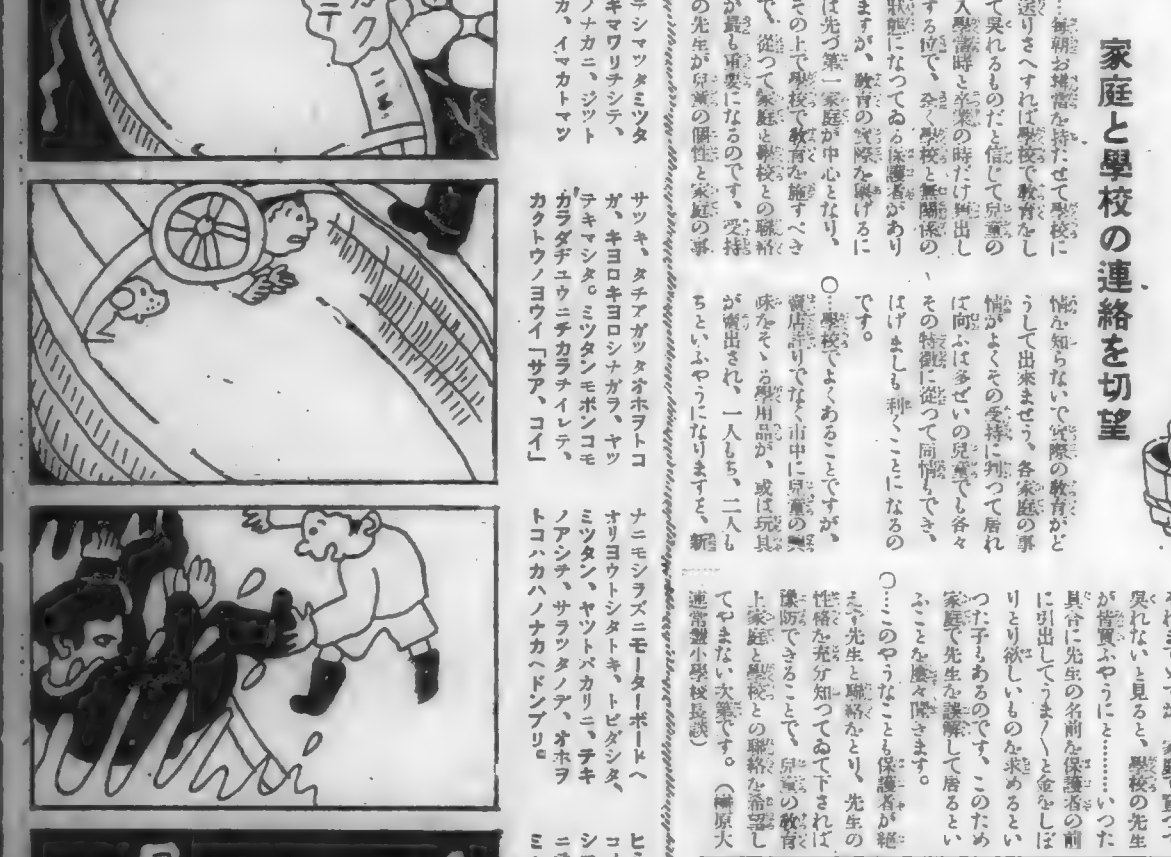 家庭と學校の連絡を切望
…每朝お辨當を持たせて學校に
送りさへすれば學校で教育をし
て吳れるものだと信じて兒童の
入學當時と卒業の時だけ顏出し
する位で、全く學校と無關係の
狀態になつてゐる保護者があり
ますが、教育の實際を擧げるに
は先づ第一家庭が中心となり、
その上で學校で教育を施すべき
で、從つて家庭と學校との聯絡
が最も重要になるのです、受持
の先生が兒童の個性と家庭の事
情を知らないで實際の教育がど
うして出來ませう、各家庭の事
情がよくその受持に判つて居れ
ば向ふは多ぜいの兒童でも各々
その特徵に從つて同情もでき、
はげましも利くことになるの
です。
○…學校でよくあることですが、
賣店許りでなく市中に兒童の興
味をそゝる學用品が、或は玩具
が賣出され、一人もち、二人も
ちといふやうになりますと、新
吳れないと見ると、學校の先生
が皆買ふやうにと………いつた
具合に先生の名前を保護者の前
に引出してうま〱と金をしぼ
りとり欲しいものを求めるとい
つた子もあるのです、このため
家庭で先生を誤解して居るとい
ふことを屢々聞きます。
○…このやうなことも保護者が絕
えず先生と聯絡をとり、先生の
性格を充分知つてゐて下されば
豫防できることで、兒童の教育
上家庭と學校との聯絡を希望し
てやまない次第です。(榊原大
連常盤小學校長談)
シマツタミツタ
キマワリチシテ、
ノナカニ、ジツト
カ、イマカトマツ
サツキ、タチアガツタオホヲトコ
ガ、キヨロキヨロシナガラ、ヤツ
テキマシタ。ミツタンモポンコモ
カラダヂユウニチカラチイレテ、
カクトウノヨウイ「サア、コイ」
ナニモシラズニモーターボートヘ
オリヨウトシタトキ、トビダシタ、
ミツタン、ヤツトバカリニ、テキ
ノアシチ、サラツタノデ、オホヲ
トコハカハノナカヘドンブリ。